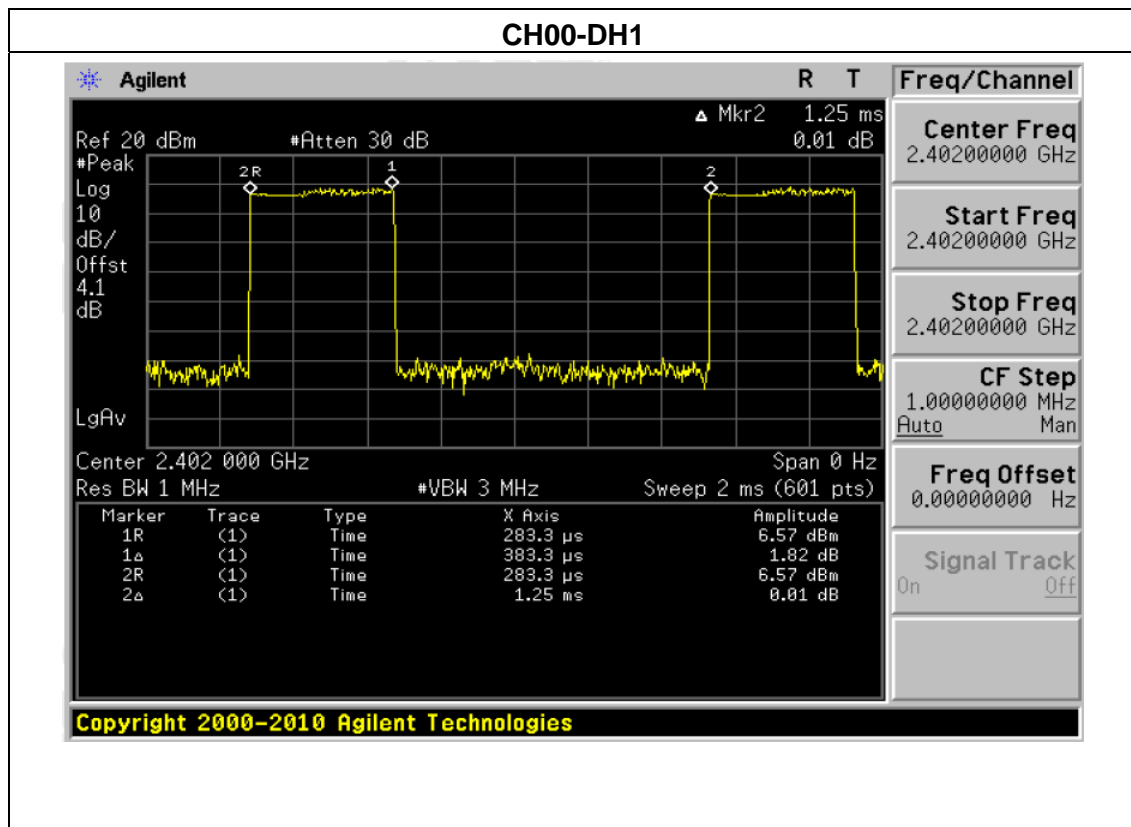 CH00-DH1
Agilent R T
Freq/Channel
Δ Mkr2 1.25 ms
Ref 20 dBm #Atten 30 dB 0.01 dB
#Peak
Log
10
dB/
Offst
4.1
dB
LgAv
2R
1
2
Center 2.402 000 GHz Span 0 Hz
Res BW 1 MHz #VBW 3 MHz Sweep 2 ms (601 pts)
Marker Trace Type X Axis Amplitude
1R (1) Time 283.3 µs 6.57 dBm
1Δ (1) Time 383.3 µs 1.82 dB
2R (1) Time 283.3 µs 6.57 dBm
2Δ (1) Time 1.25 ms 0.01 dB
Center Freq
2.40200000 GHz
Start Freq
2.40200000 GHz
Stop Freq
2.40200000 GHz
CF Step
1.00000000 MHz
Auto Man
Freq Offset
0.00000000 Hz
Signal Track
On Off
Copyright 2000-2010 Agilent Technologies